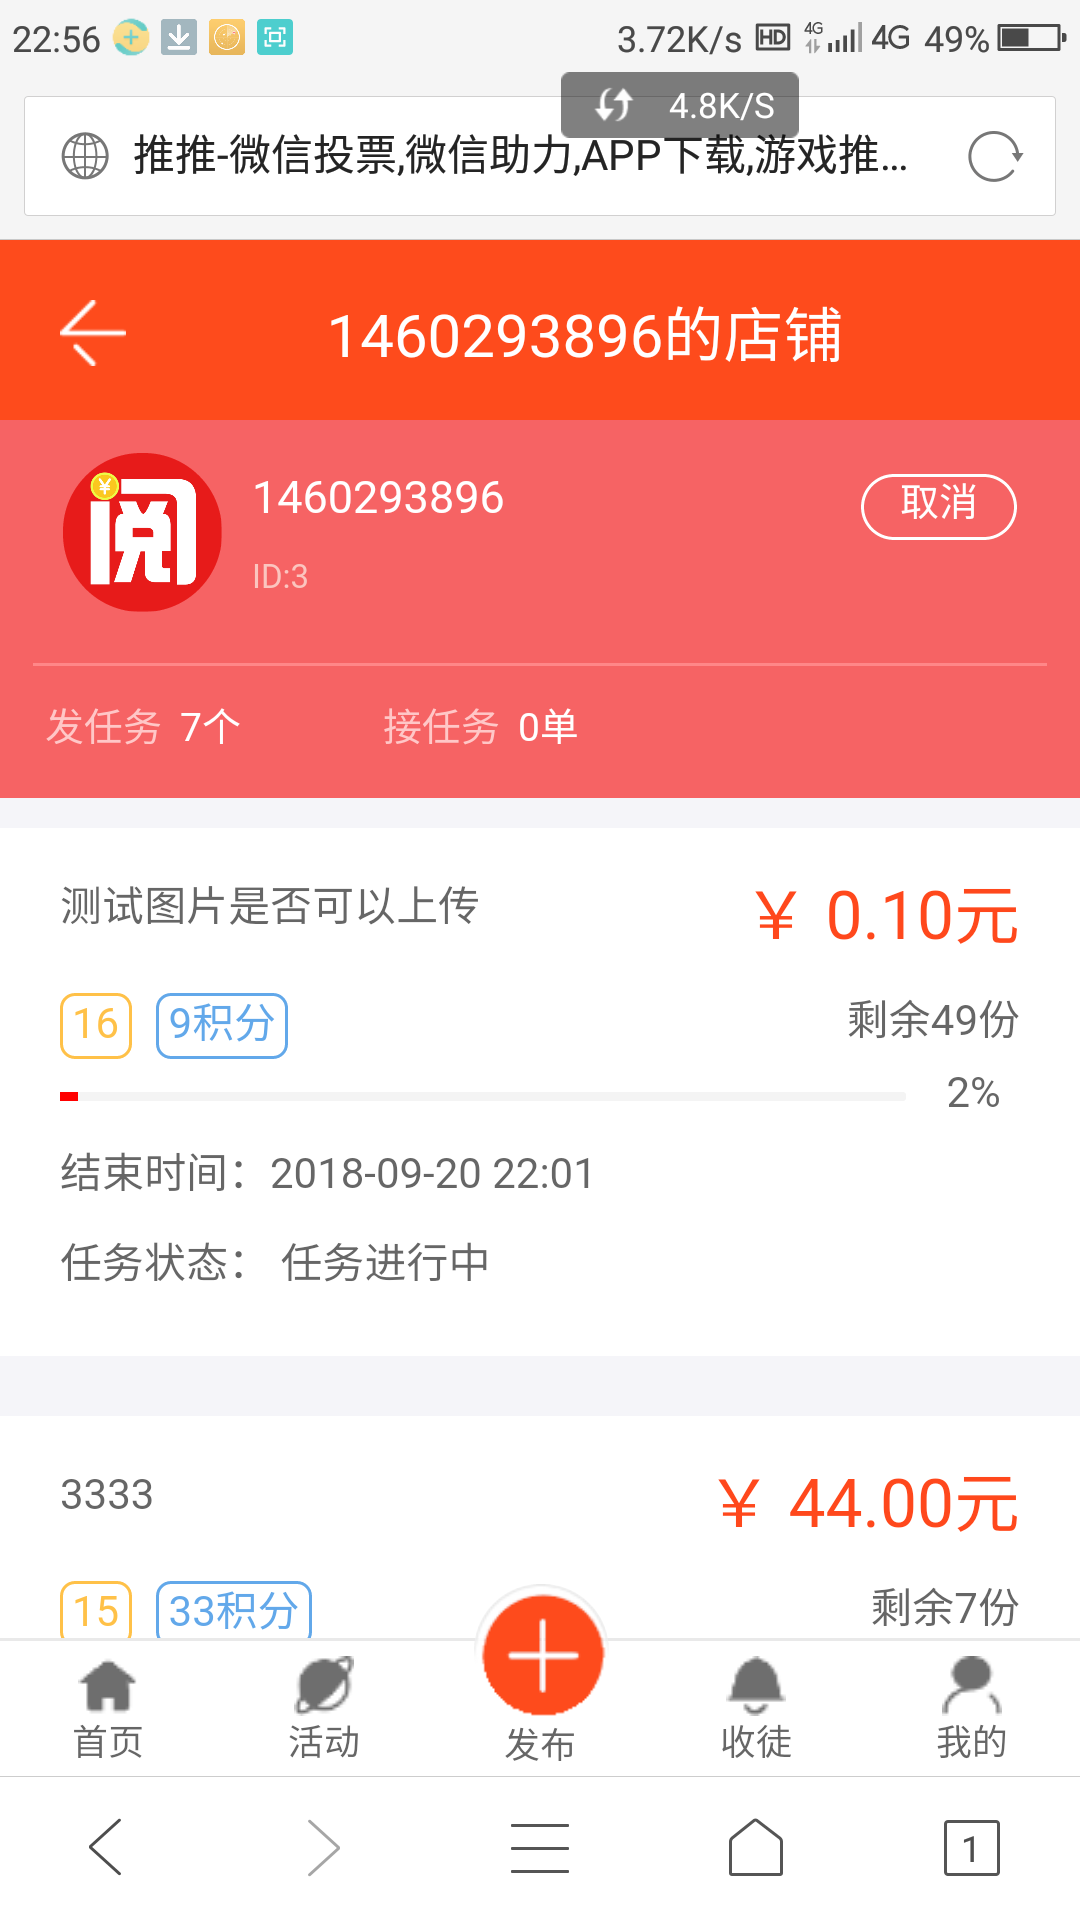 22:56 3.72K/s HD 4G 4G 49%
4.8K/S
推推-微信投票,微信助力,APP下载,游戏推...
1460293896的店铺
阅 ¥
1460293896 取消
ID:3
发任务 7个 接任务 0单
测试图片是否可以上传 ¥ 0.10元
16 9积分 剩余49份
2%
结束时间：2018-09-20 22:01
任务状态： 任务进行中
3333 ¥ 44.00元
15 33积分 剩余7份
首页 活动 发布 收徒 我的
1